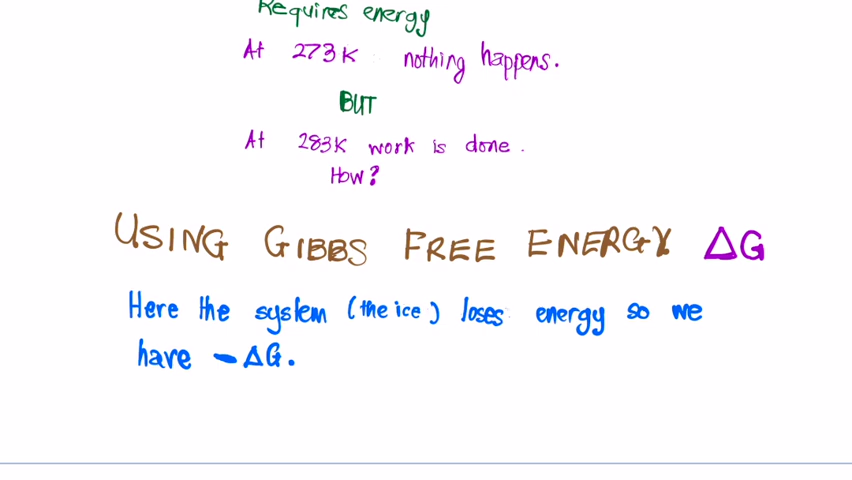 Requires energy
At 273K nothing happens.
BUT
At 283K work is done.
How?
USING GIBBS FREE ENERGY ΔG
Here the system (the ice) loses energy so we
have -ΔG.